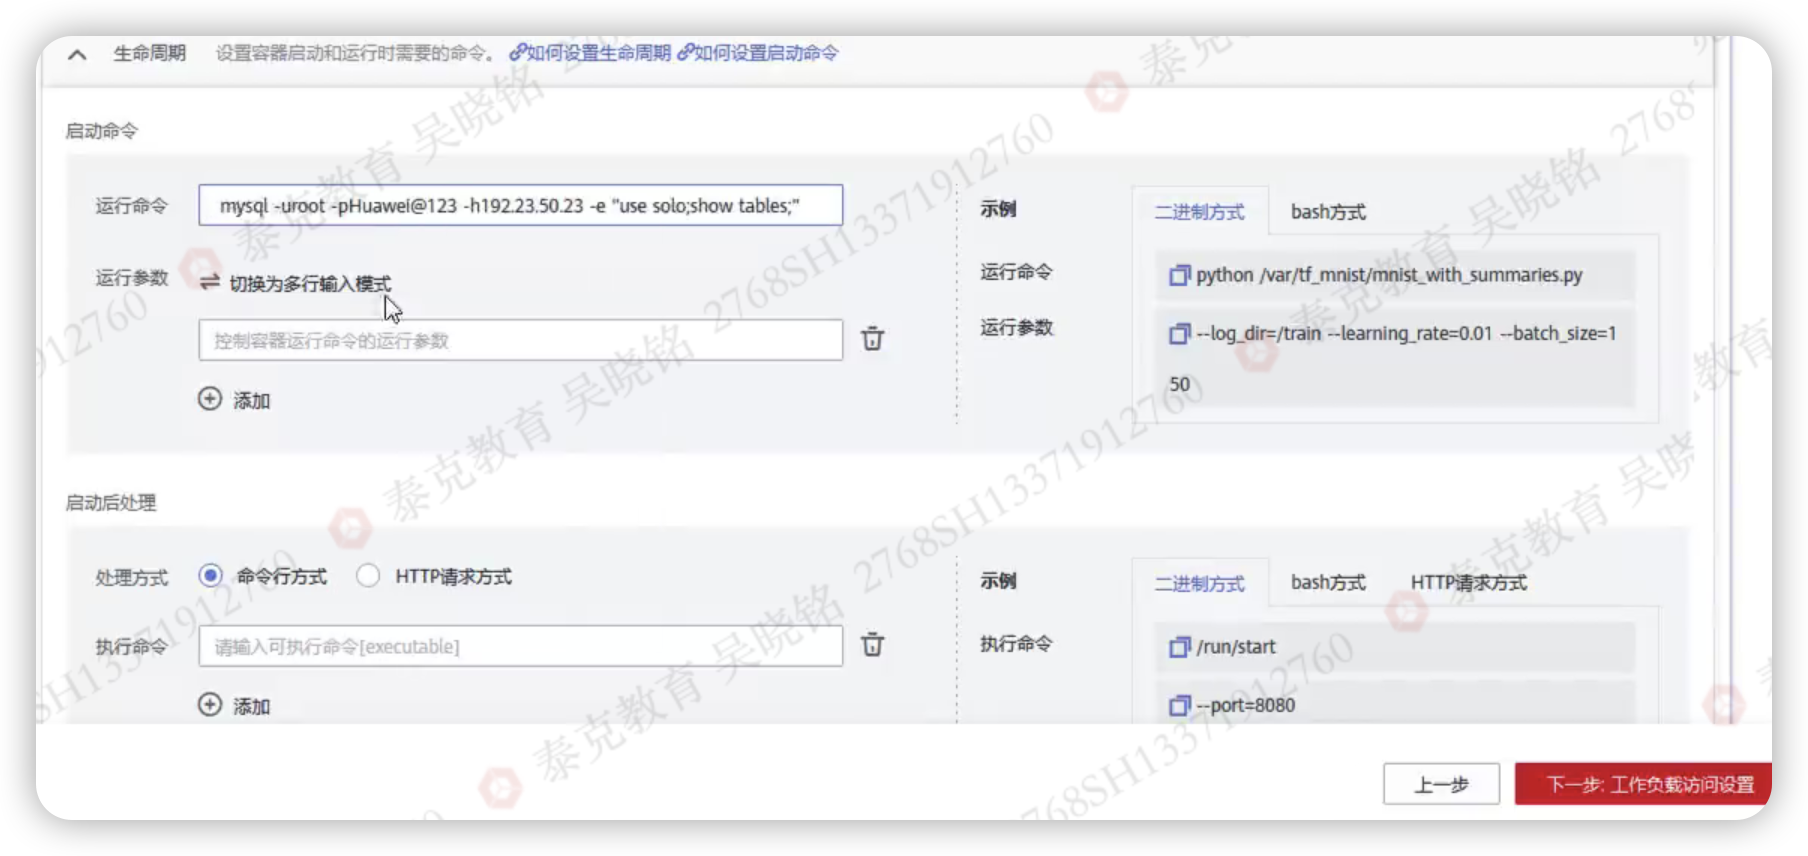 生命周期 设置容器启动和运行时需要的命令。 如何设置生命周期 如何设置启动命令
启动命令
运行命令 mysql -uroot -pHuawei@123 -h192.23.50.23 -e "use solo;show tables;"
运行参数 切换为多行输入模式
控制容器运行命令的运行参数
添加
示例 二进制方式 bash方式
运行命令 python /var/tf_mnist/mnist_with_summaries.py
运行参数 --log_dir=/train --learning_rate=0.01 --batch_size=1
50
启动后处理
处理方式 命令行方式 HTTP请求方式
执行命令 请输入可执行命令[executable]
添加
示例 二进制方式 bash方式 HTTP请求方式
执行命令 /run/start
--port=8080
上一步 下一步: 工作负载访问设置
泰克教育 吴晓铭 2768SH13371912760